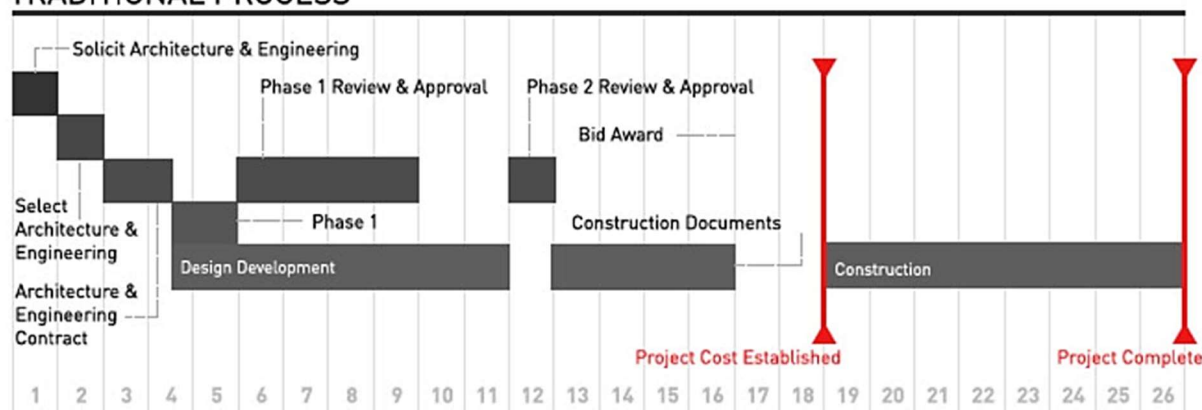 TRADITIONAL PROCESS
Solicit Architecture & Engineering
Phase 1 Review & Approval
Phase 2 Review & Approval
Bid Award
Select
Architecture &
Engineering
Phase 1
Construction Documents
Design Development
Construction
Architecture &
Engineering
Contract
Project Cost Established
Project Complete
1 2 3 4 5 6 7 8 9 10 11 12 13 14 15 16 17 18 19 20 21 22 23 24 25 26